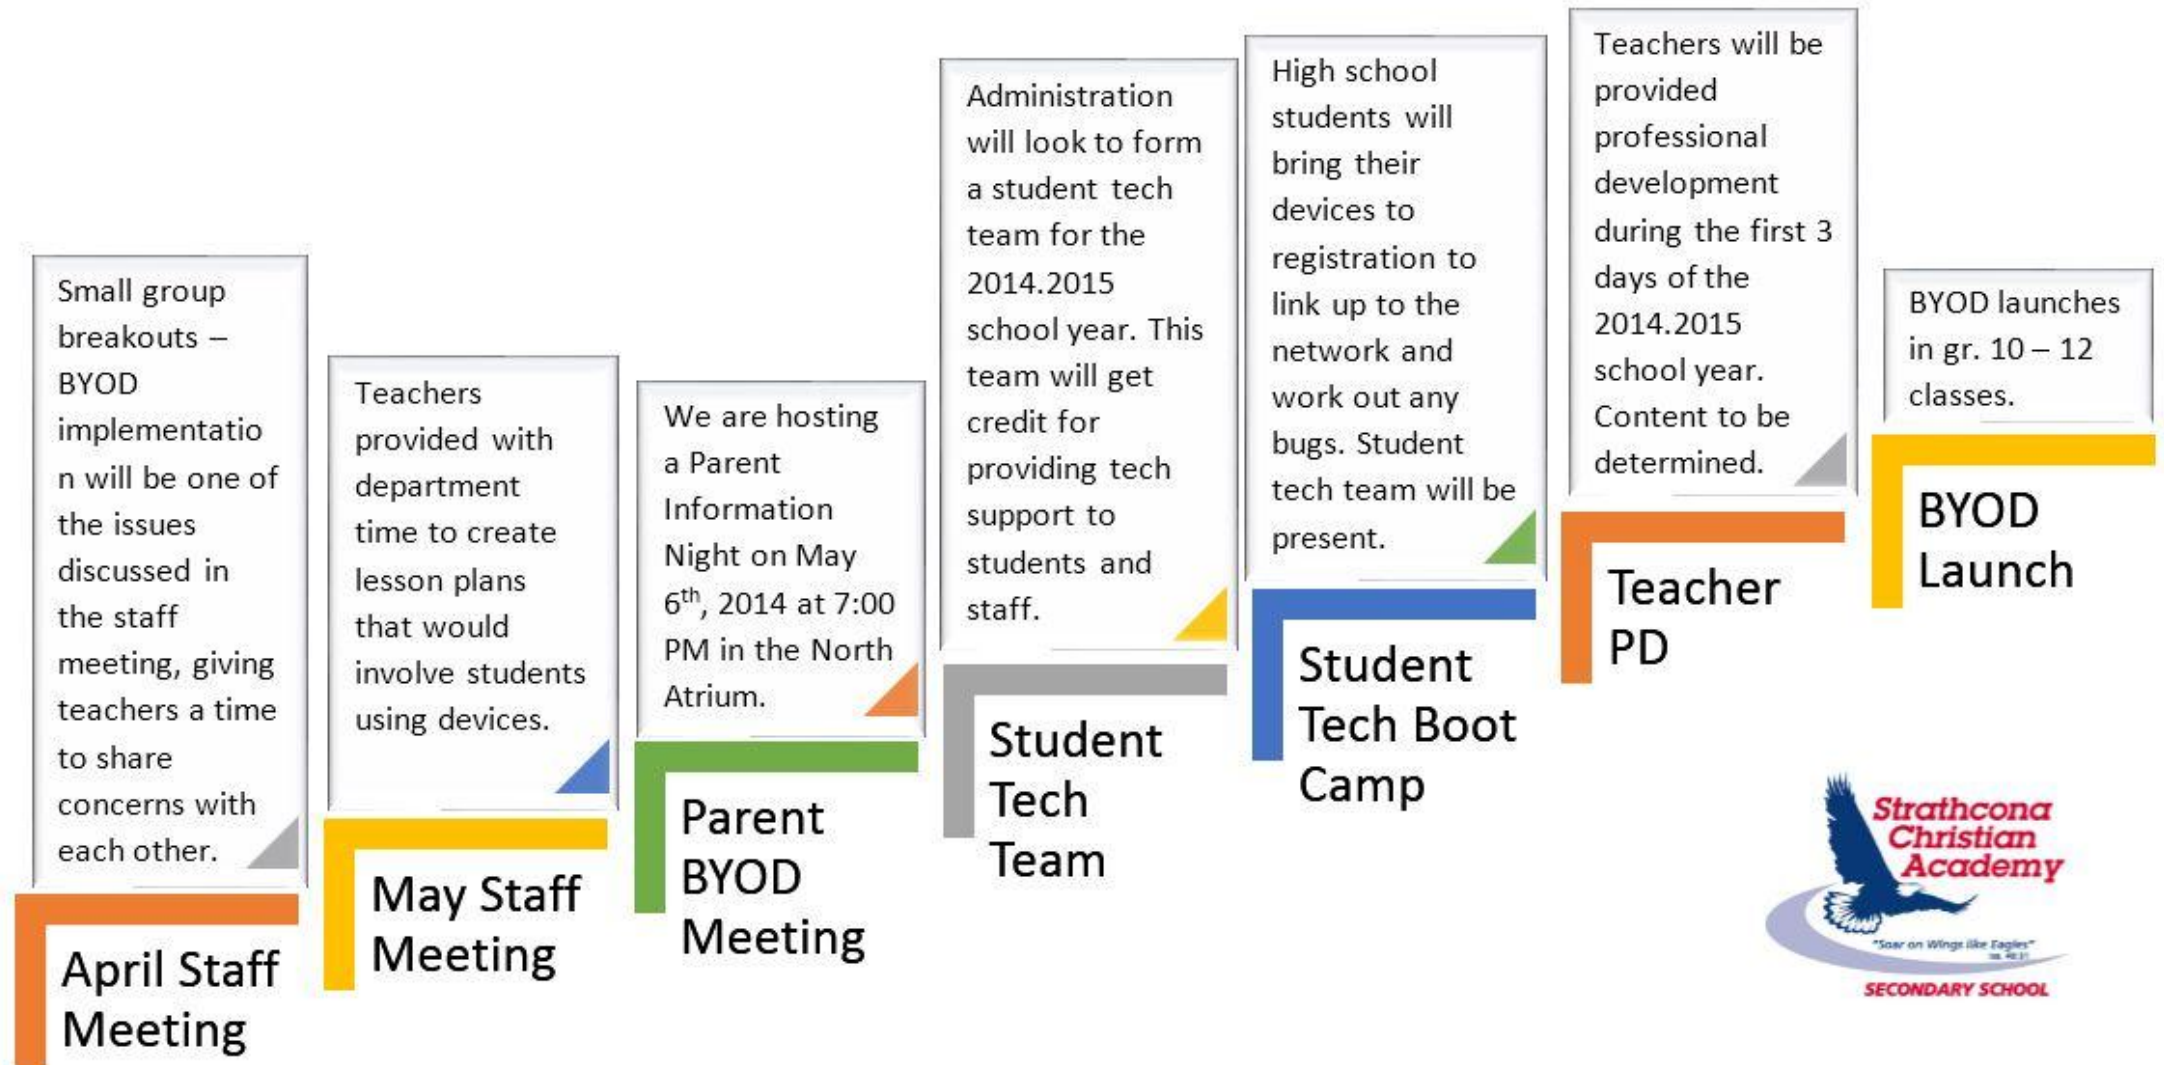 Small group
breakouts –
BYOD
implementatio
n will be one of
the issues
discussed in
the staff
meeting, giving
teachers a time
to share
concerns with
each other.
April Staff
Meeting
Teachers
provided with
department
time to create
lesson plans
that would
involve students
using devices.
May Staff
Meeting
We are hosting
a Parent
Information
Night on May
6th, 2014 at 7:00
PM in the North
Atrium.
Parent
BYOD
Meeting
Administration
will look to form
a student tech
team for the
2014.2015
school year. This
team will get
credit for
providing tech
support to
students and
staff.
Student
Tech
Team
High school
students will
bring their
devices to
registration to
link up to the
network and
work out any
bugs. Student
tech team will be
present.
Student
Tech Boot
Camp
Teachers will be
provided
professional
development
during the first 3
days of the
2014.2015
school year.
Content to be
determined.
Teacher
PD
BYOD launches
in gr. 10 – 12
classes.
BYOD
Launch
Strathcona
Christian
Academy
"Soar on Wings like Eagles"
SECONDARY SCHOOL